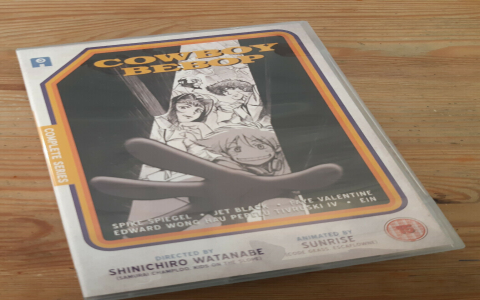 COWBOY
BEBOP
COMPLETE SERIES
SPIKE SPIEGEL • JET BLACK • FAYE VALENTINE
EDWARD WONG HAU PEPELU TIVRUSKI IV • EIN
DIRECTED BY
SHINICHIRO WATANABE
ANIMATED BY
SUNRISE